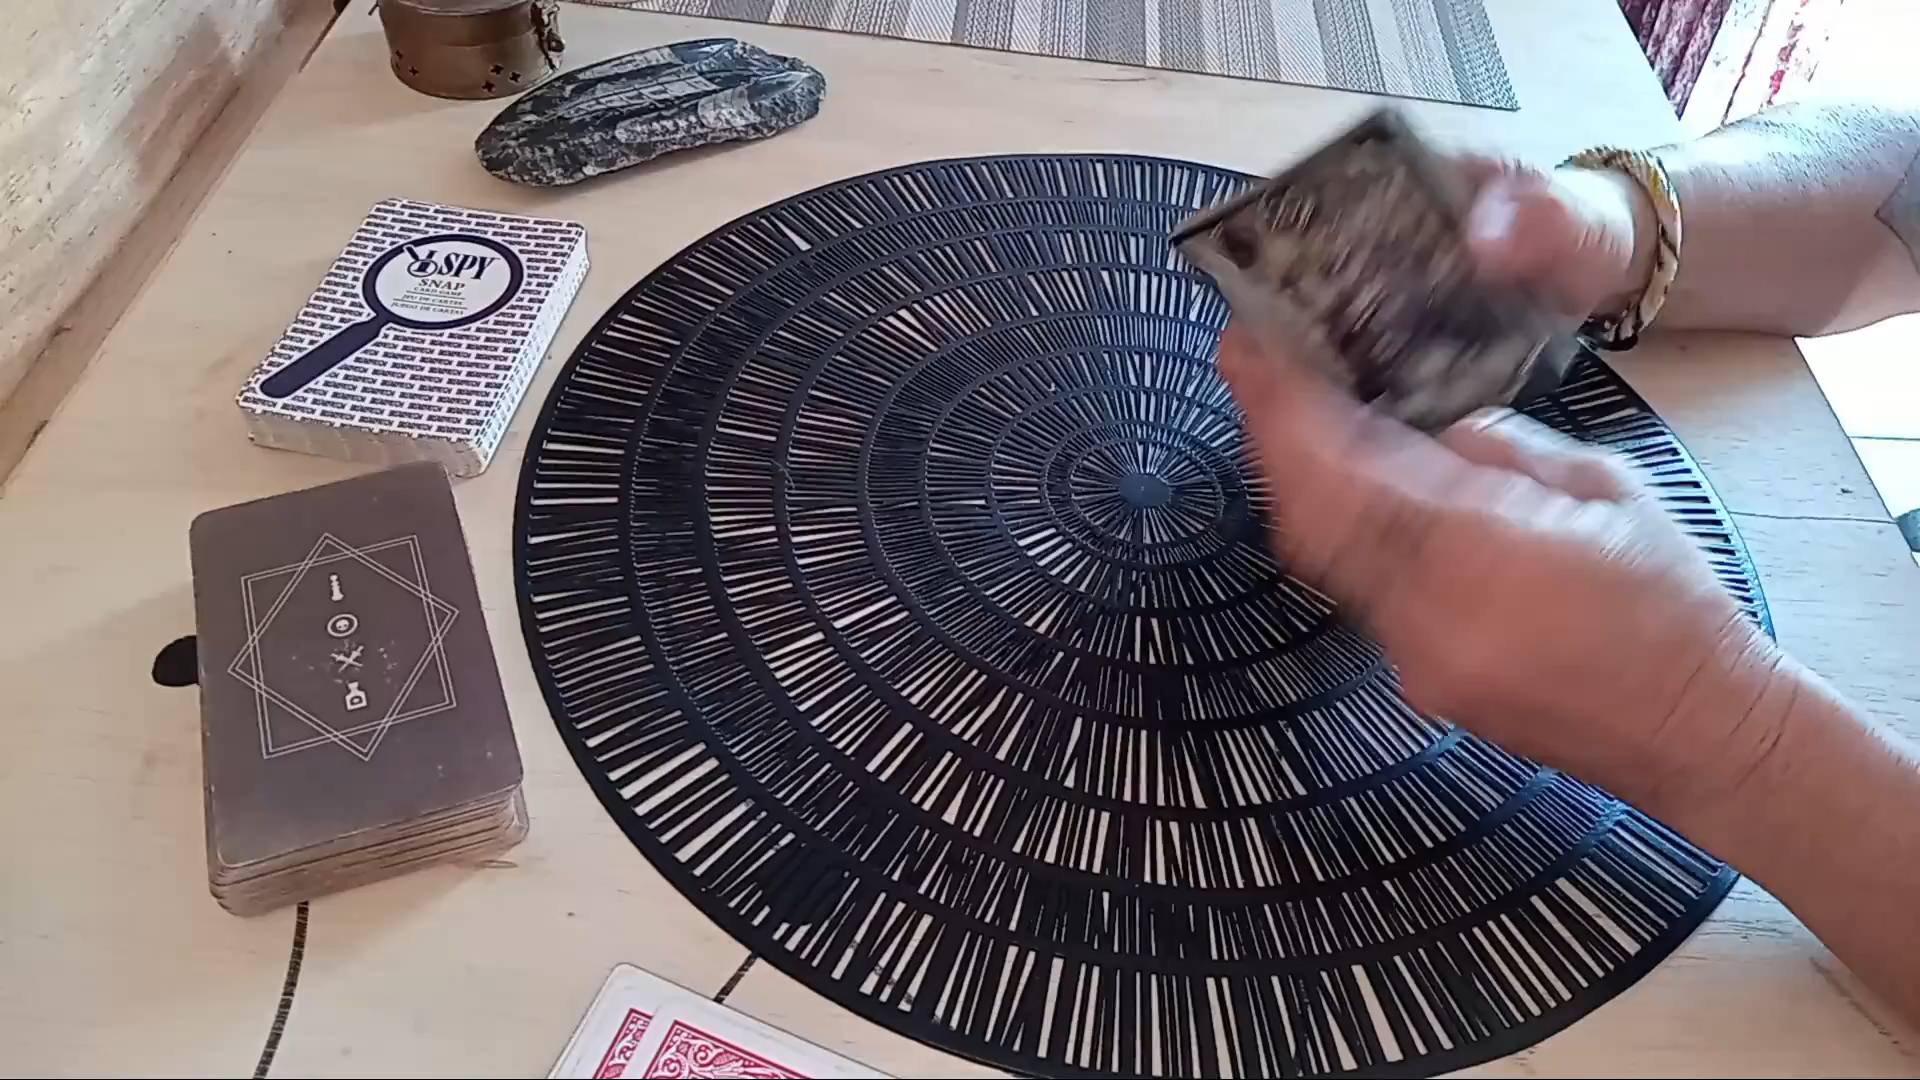 I SPY
SNAP
CARD GAME
JEU DE CARTES
JUEGO DE CARTAS